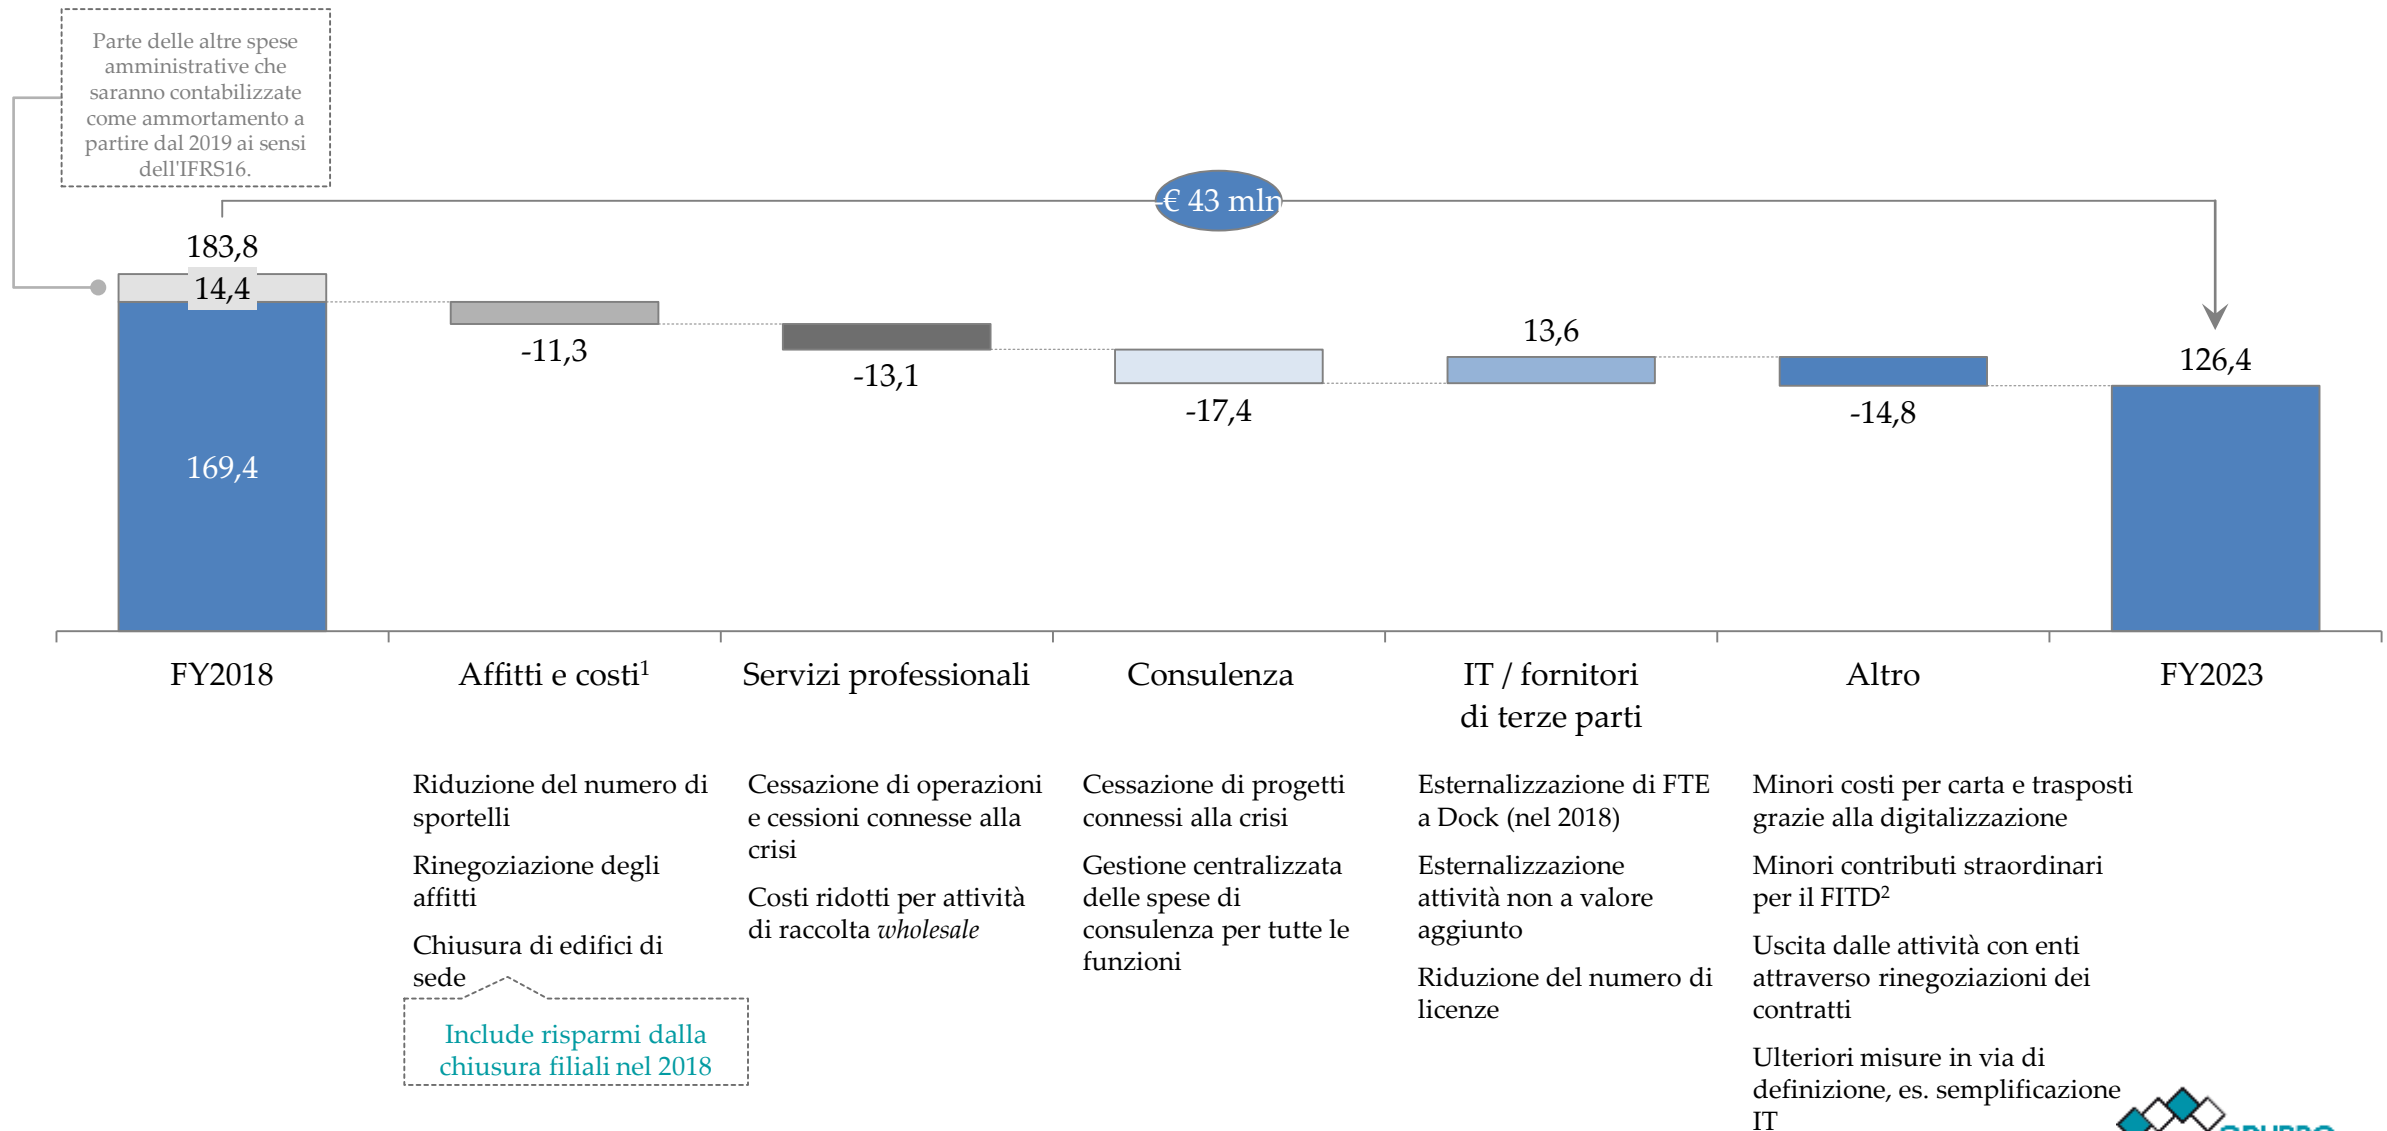 Parte delle altre spese
amministrative che
saranno contabilizzate
come ammortamento a
partire dal 2019 ai sensi
dell'IFRS16.
-€ 43 mln
183,8
14,4
169,4
-11,3
-13,1
-17,4
13,6
-14,8
126,4
FY2018
Affitti e costi¹
Servizi professionali
Consulenza
IT / fornitori
di terze parti
Altro
FY2023
Riduzione del numero di
sportelli
Rinegoziazione degli
affitti
Chiusura di edifici di
sede
Include risparmi dalla
chiusura filiali nel 2018
Cessazione di operazioni
e cessioni connesse alla
crisi
Costi ridotti per attività
di raccolta wholesale
Cessazione di progetti
connessi alla crisi
Gestione centralizzata
delle spese di
consulenza per tutte le
funzioni
Esternalizzazione di FTE
a Dock (nel 2018)
Esternalizzazione
attività non a valore
aggiunto
Riduzione del numero di
licenze
Minori costi per carta e trasposti
grazie alla digitalizzazione
Minori contributi straordinari
per il FITD²
Uscita dalle attività con enti
attraverso rinegoziazioni dei
contratti
Ulteriori misure in via di
definizione, es. semplificazione
IT